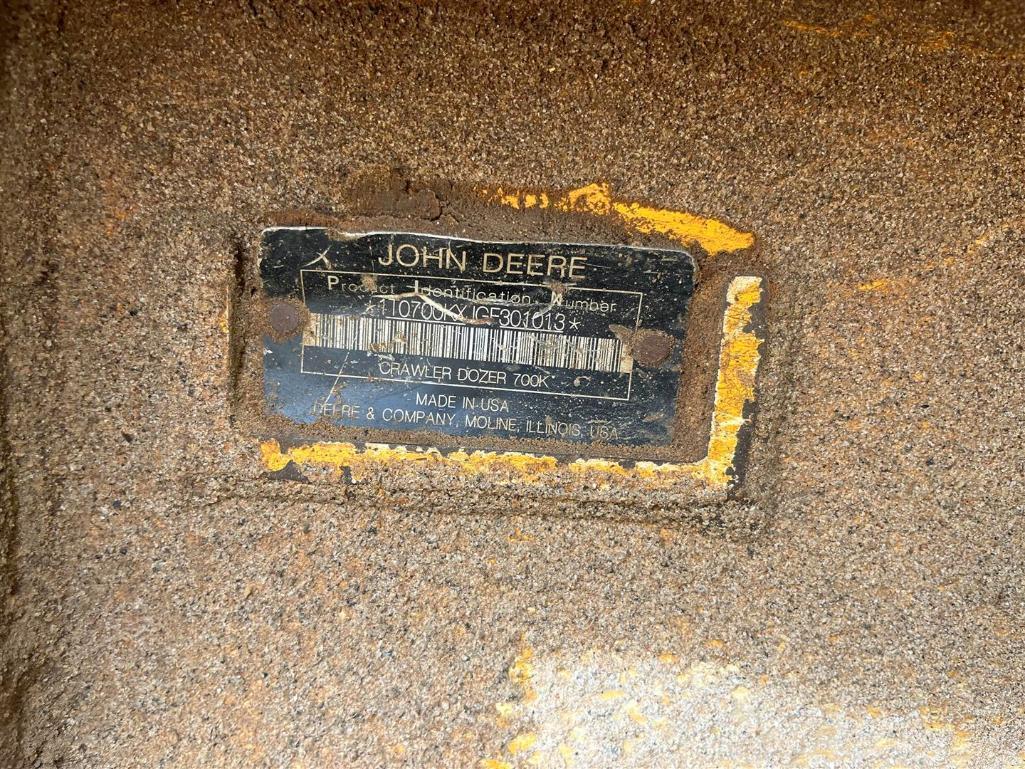 JOHN DEERE
Product Identification Number
*1T0700KXJGF301013*
CRAWLER DOZER 700K
MADE IN USA
DEERE & COMPANY, MOLINE, ILLINOIS, USA